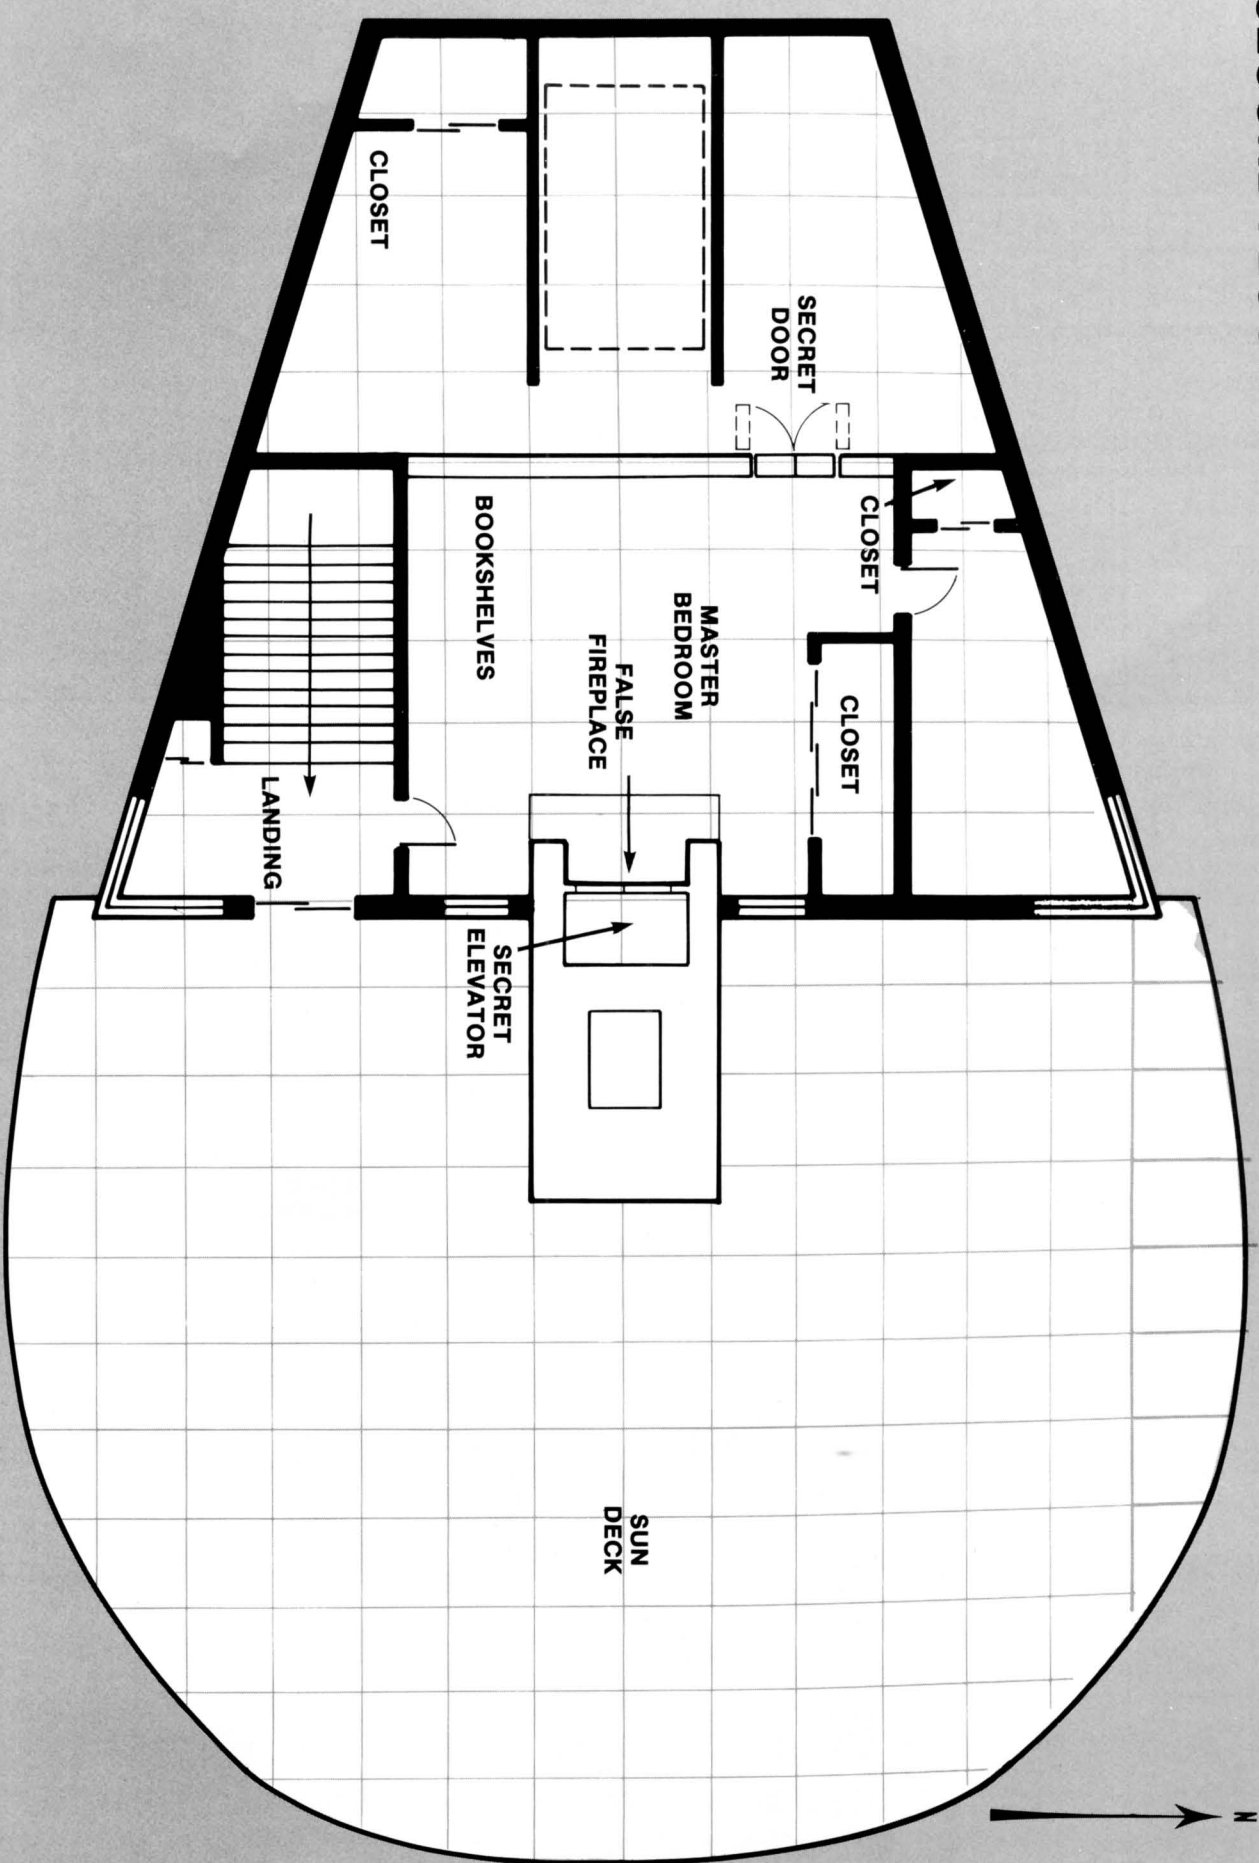 CLOSET
SECRET
DOOR
CLOSET
BOOKSHELVES
MASTER
BEDROOM
FALSE
FIREPLACE
CLOSET
LANDING
SECRET
ELEVATOR
SUN
DECK
N